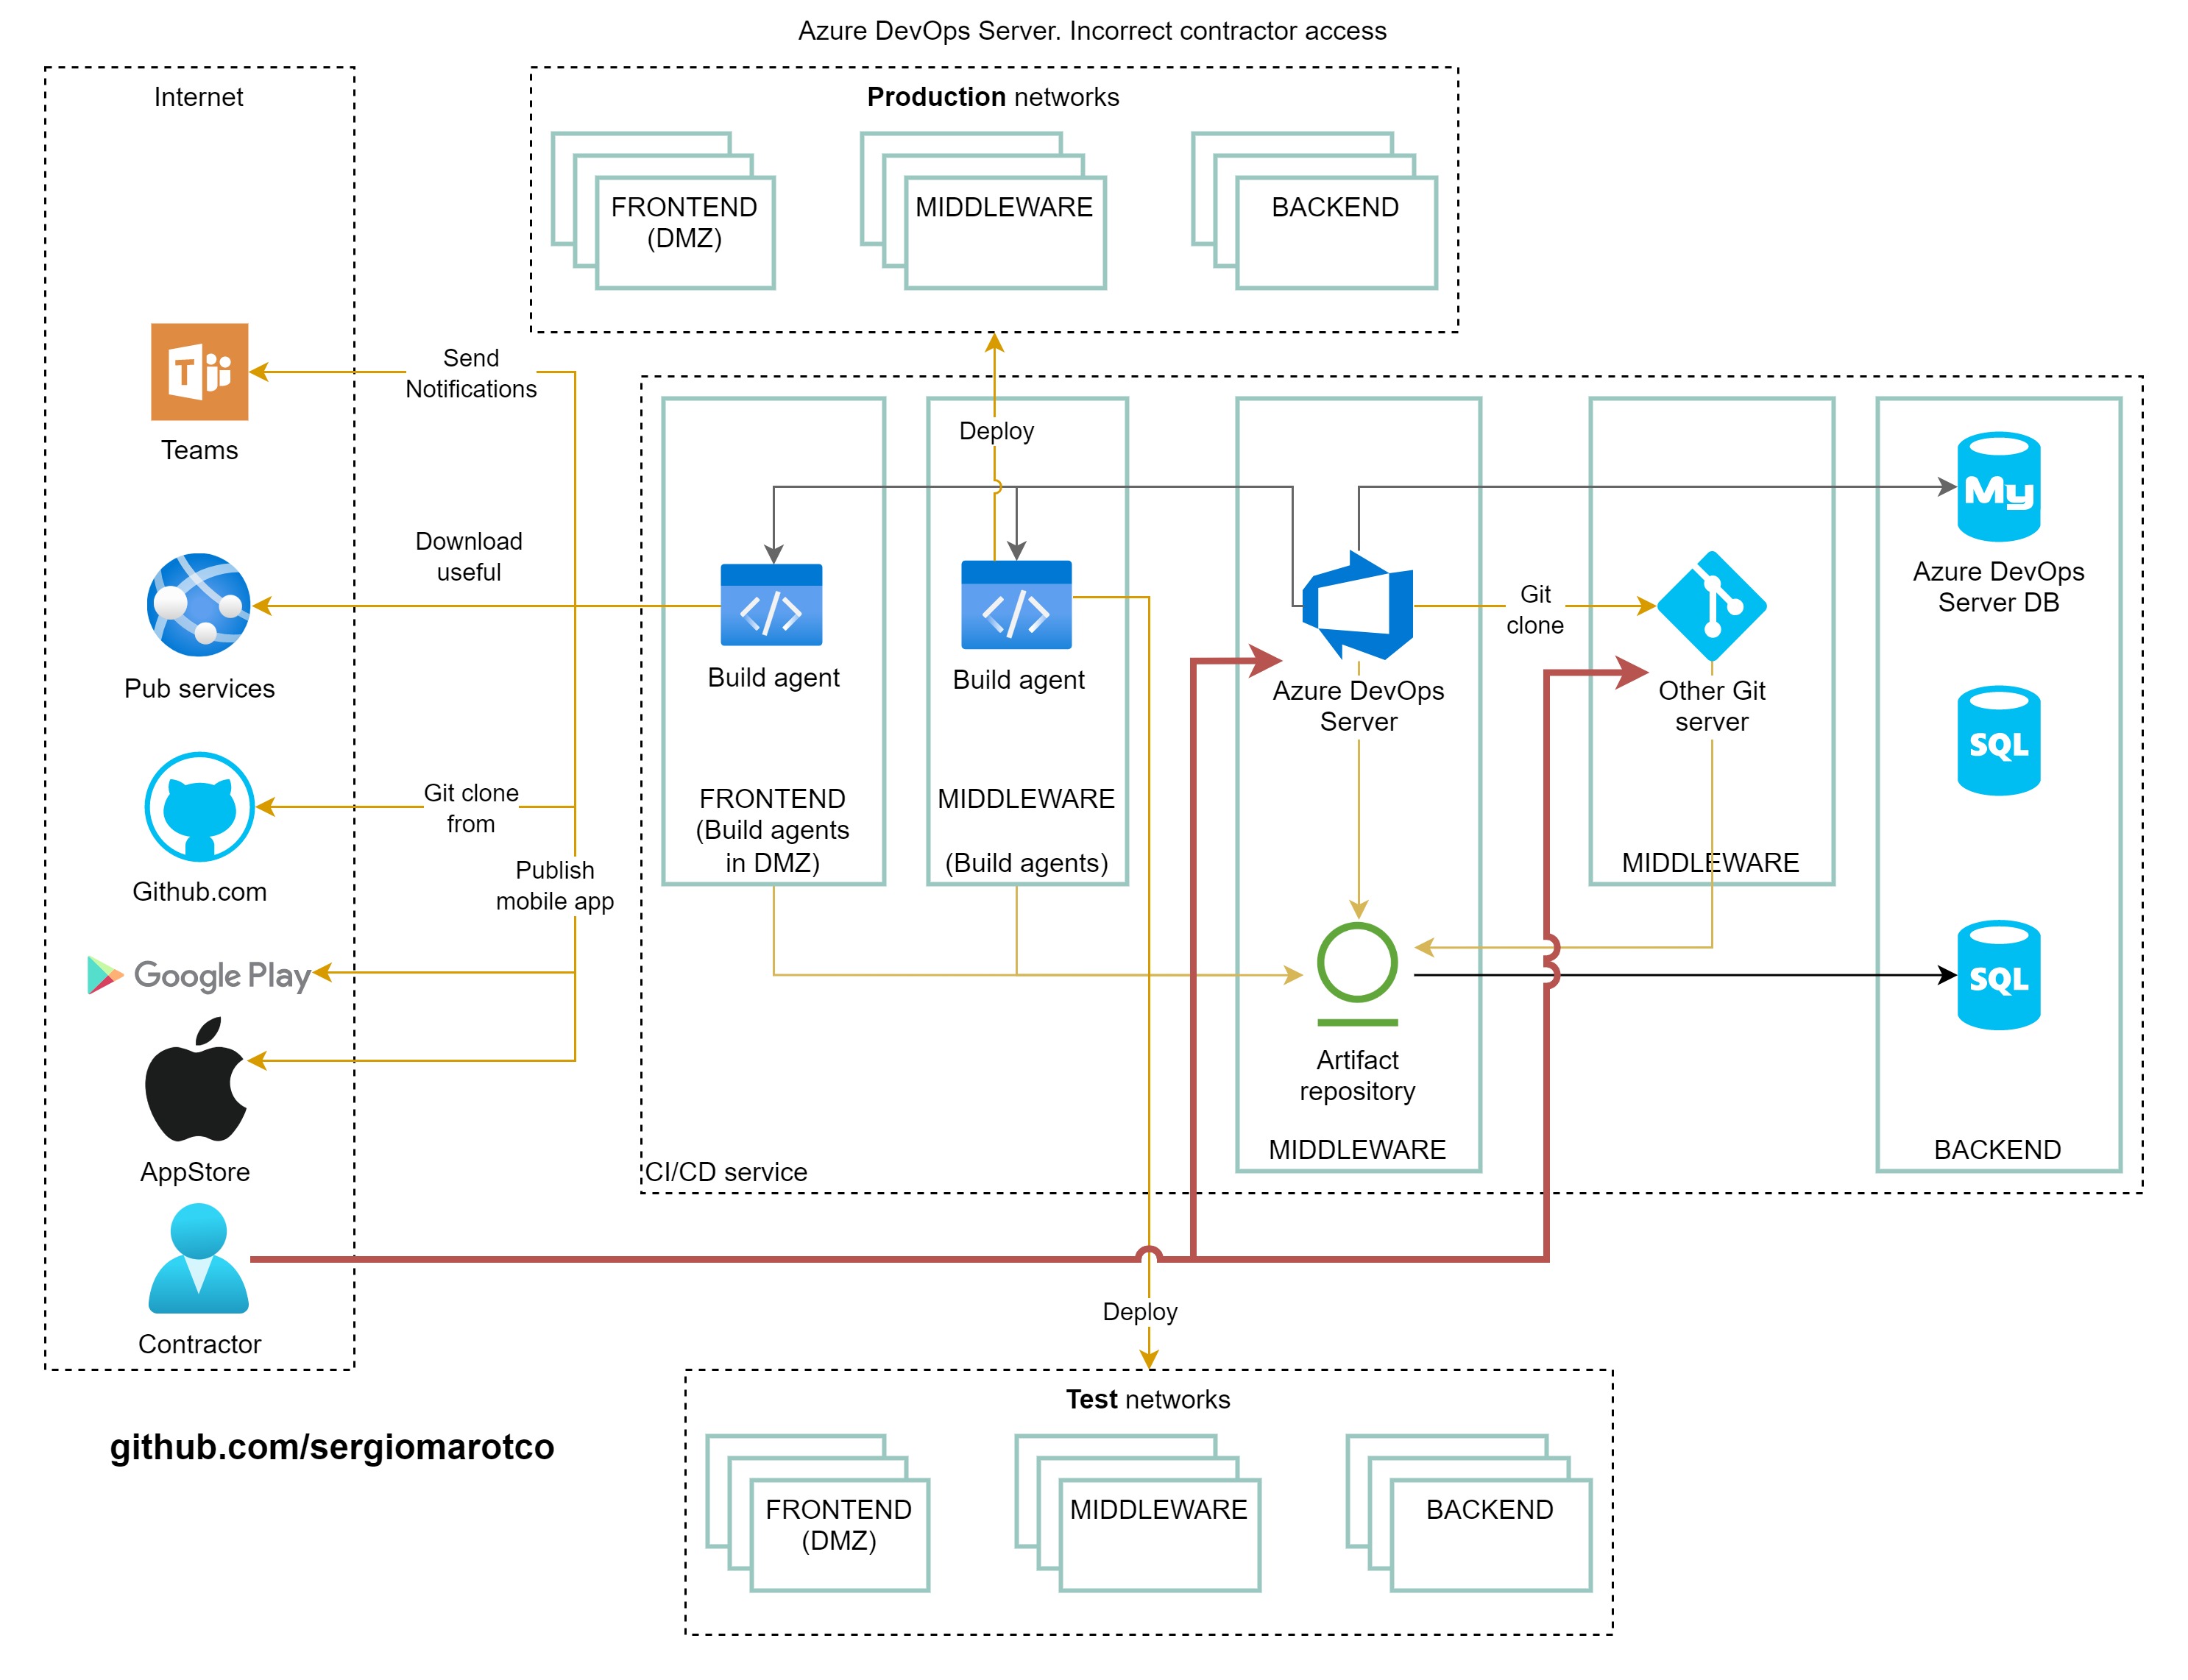 Azure DevOps Server. Incorrect contractor access
Internet
Production networks
FRONTEND
(DMZ)
MIDDLEWARE
BACKEND
Teams
Send
Notifications
Pub services
Download
useful
Github.com
Git clone
from
Publish
mobile app
Google Play
AppStore
Contractor
Deploy
Build agent
FRONTEND
(Build agents
in DMZ)
Build agent
MIDDLEWARE
(Build agents)
Azure DevOps
Server
Git
clone
Artifact
repository
MIDDLEWARE
Other Git
server
MIDDLEWARE
My
Azure DevOps
Server DB
SQL
SQL
BACKEND
CI/CD service
Deploy
Test networks
FRONTEND
(DMZ)
MIDDLEWARE
BACKEND
github.com/sergiomarotco
T